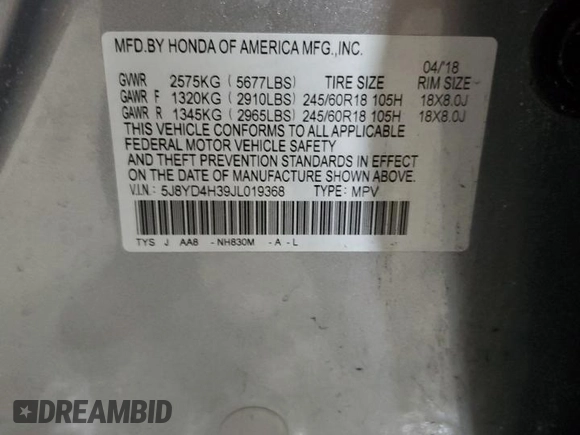 MFD.BY HONDA OF AMERICA MFG.,INC.
04/'18
GVWR 2575KG ( 5677LBS) TIRE SIZE RIM SIZE
GAWR F 1320KG ( 2910LBS) 245/60R18 105H 18X8.0J
GAWR R 1345KG ( 2965LBS) 245/60R18 105H 18X8.0J
THIS VEHICLE CONFORMS TO ALL APPLICABLE
FEDERAL MOTOR VEHICLE SAFETY
AND THEFT PREVENTION STANDARDS IN EFFECT
ON THE DATE OF MANUFACTURE SHOWN ABOVE.
V.I.N.: 5J8YD4H39JL019368 TYPE: MPV
TYS J AA8 - NH830M - A - L
DREAMBID